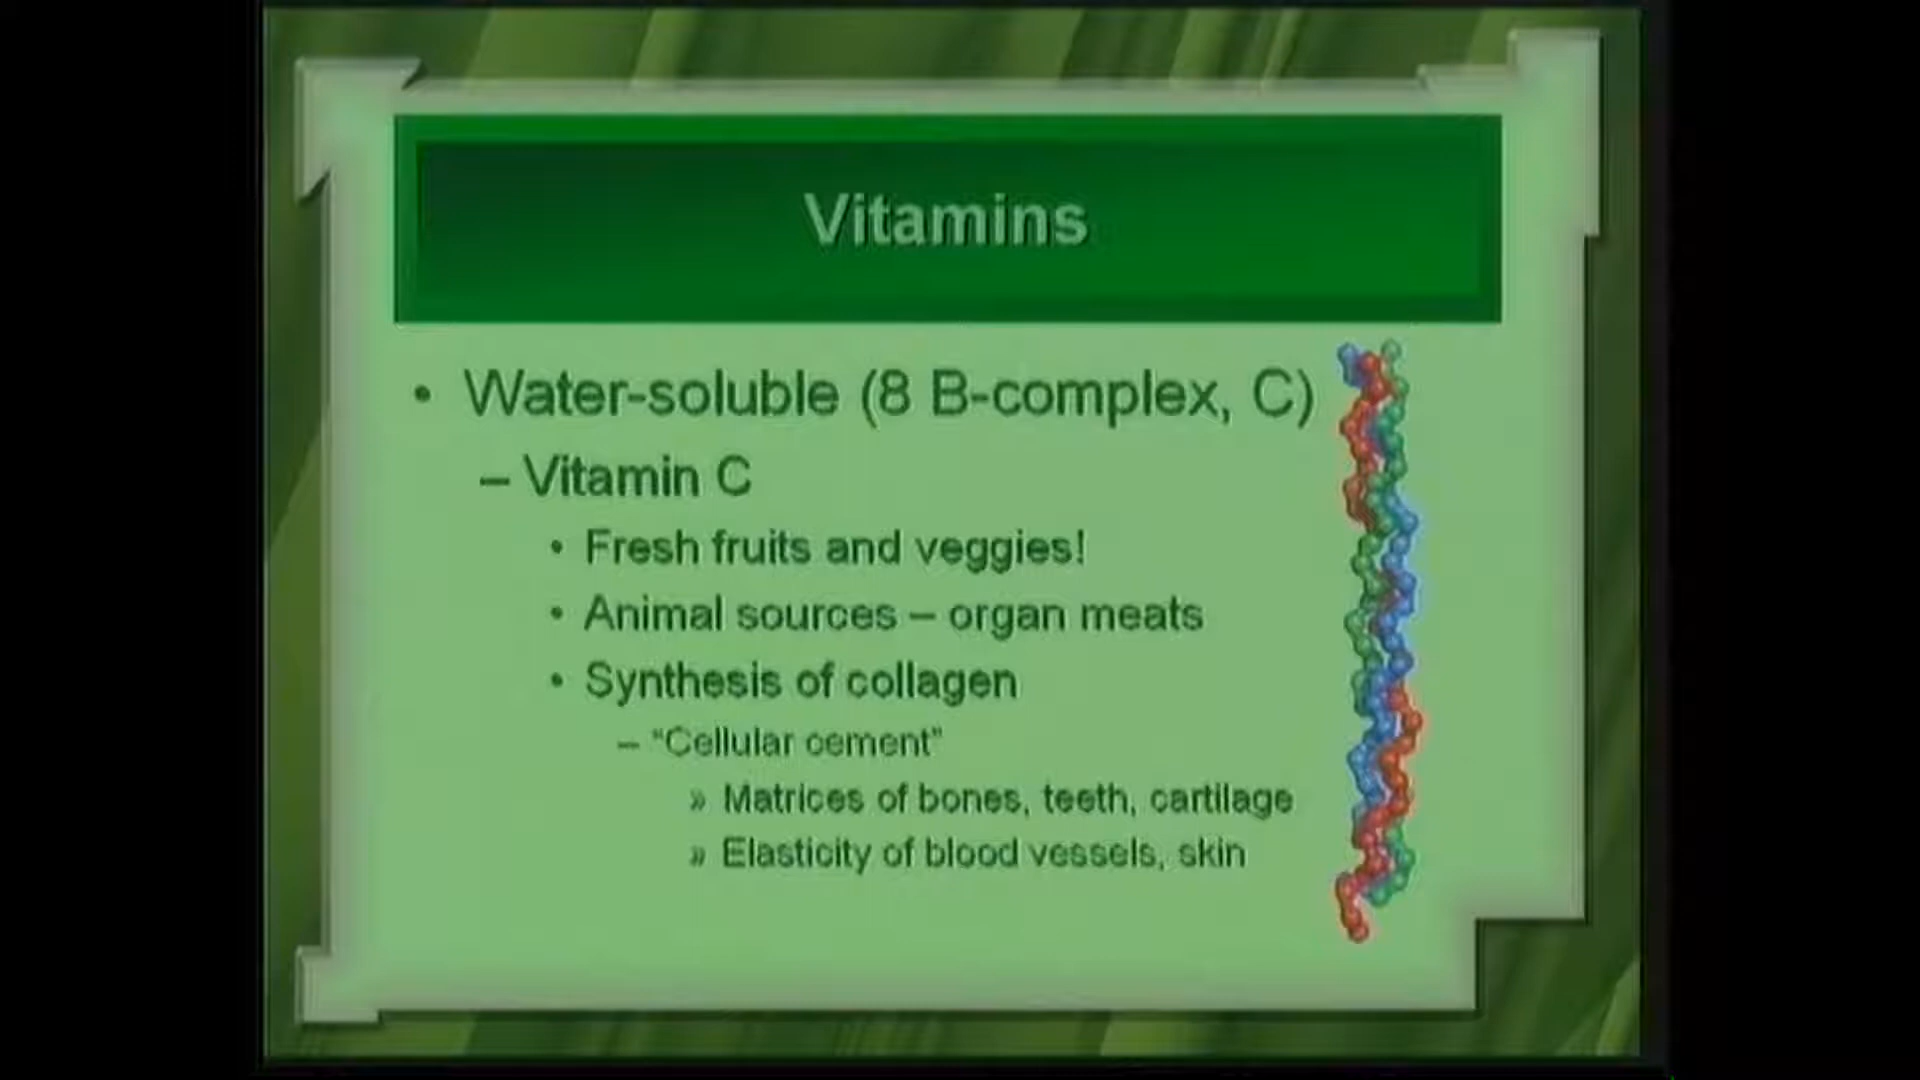 Vitamins
• Water-soluble (8 B-complex, C)
– Vitamin C
• Fresh fruits and veggies!
• Animal sources – organ meats
• Synthesis of collagen
– “Cellular cement”
» Matrices of bones, teeth, cartilage
» Elasticity of blood vessels, skin